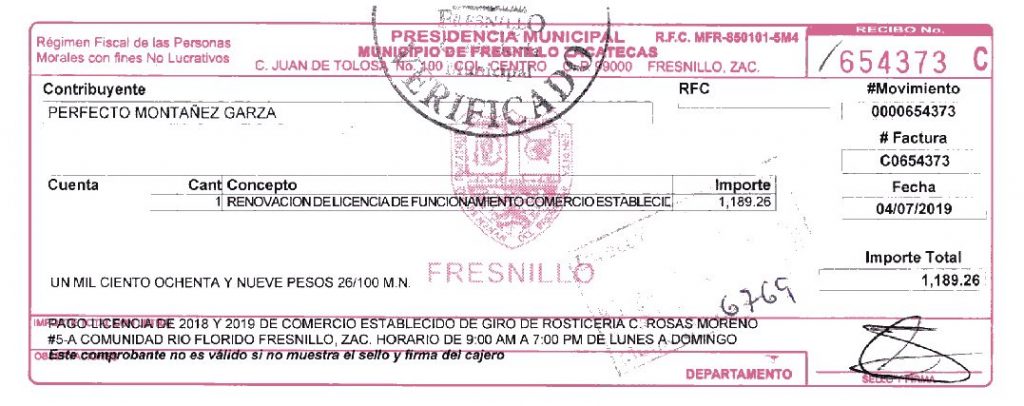 FRESNILLO
Municipal
VERIFICADO
Régimen Fiscal de las Personas
Morales con fines No Lucrativos
PRESIDENCIA MUNICIPAL R.F.C. MFR-850101-5M4
MUNICIPIO DE FRESNILLO ZACATECAS
C. JUAN DE TOLOSA No. 100 COL. CENTRO C.P. 99000 FRESNILLO, ZAC.
RECIBO No.
654373 C
Contribuyente RFC
PERFECTO MONTAÑEZ GARZA
#Movimiento
0000654373
# Factura
C0654373
Cuenta Cant Concepto Importe
1 RENOVACION DE LICENCIA DE FUNCIONAMIENTO COMERCIO ESTABLECID 1,189.26
Fecha
04/07/2019
FRESNILLO
UN MIL CIENTO OCHENTA Y NUEVE PESOS 26/100 M.N.
Importe Total
1,189.26
6769
PAGO LICENCIA DE 2018 Y 2019 DE COMERCIO ESTABLECIDO DE GIRO DE ROSTICERIA C. ROSAS MORENO
#5-A COMUNIDAD RIO FLORIDO FRESNILLO, ZAC. HORARIO DE 9:00 AM A 7:00 PM DE LUNES A DOMINGO
Este comprobante no es válido si no muestra el sello y firma del cajero
DEPARTAMENTO
SELLO Y FIRMA